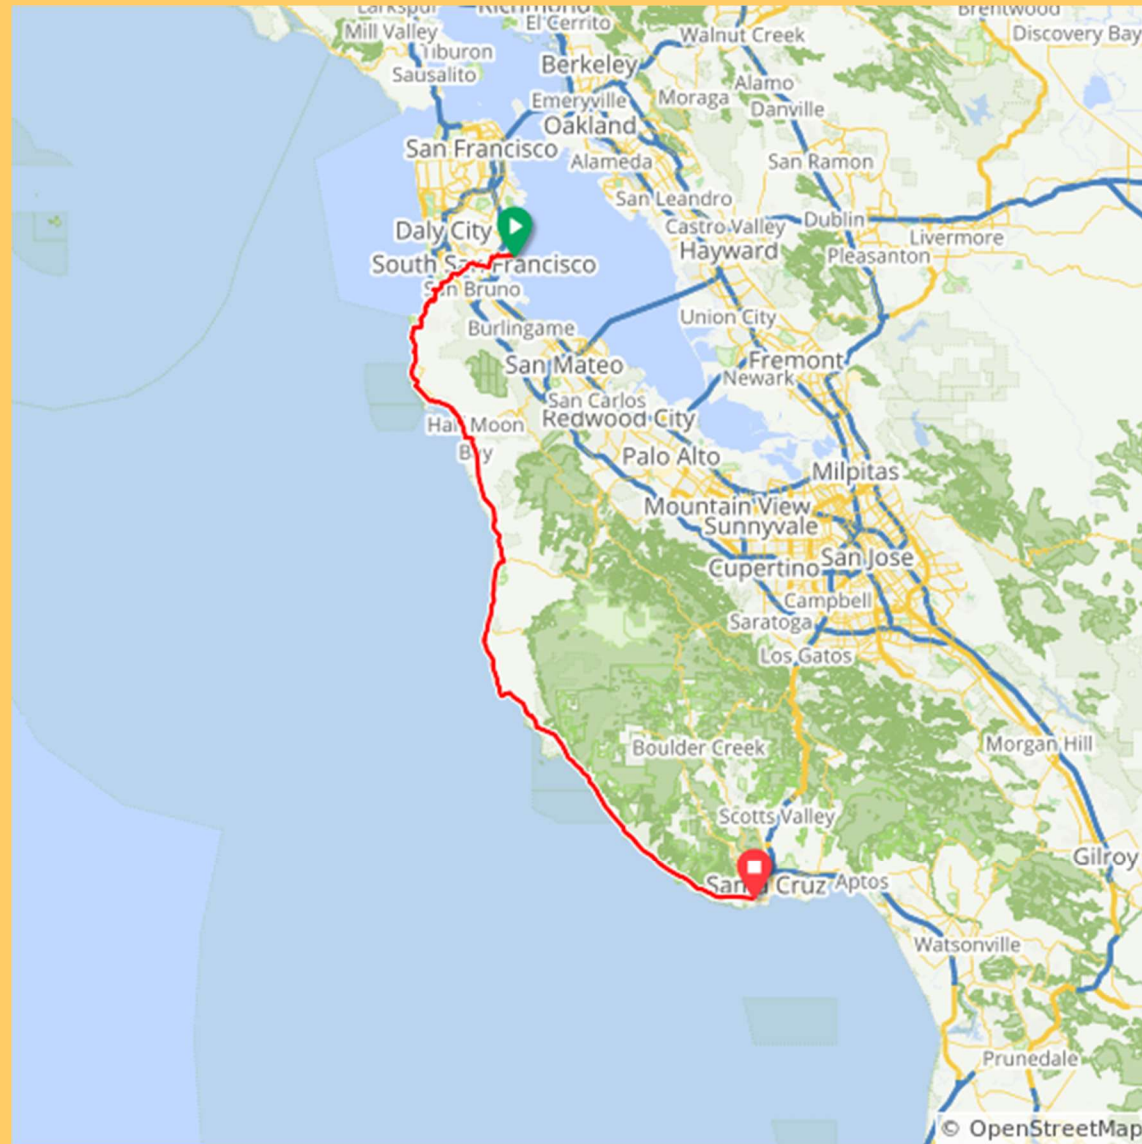 Larkspur
Richmond
Brentwood
Mill Valley
El Cerrito
Walnut Creek
Discovery Bay
Tiburon
Sausalito
Berkeley
Alamo
Emeryville
Moraga
Danville
Oakland
San Francisco
Alameda
San Ramon
San Leandro
Daly City
Castro Valley
Dublin
Livermore
Hayward
Pleasanton
South San Francisco
San Bruno
Union City
Burlingame
San Mateo
Fremont
Newark
San Carlos
Redwood City
Half Moon
Bay
Palo Alto
Milpitas
Mountain View
Sunnyvale
Cupertino
San Jose
Campbell
Saratoga
Los Gatos
Boulder Creek
Morgan Hill
Scotts Valley
Gilroy
Santa Cruz
Aptos
Watsonville
Prunedale
© OpenStreetMap